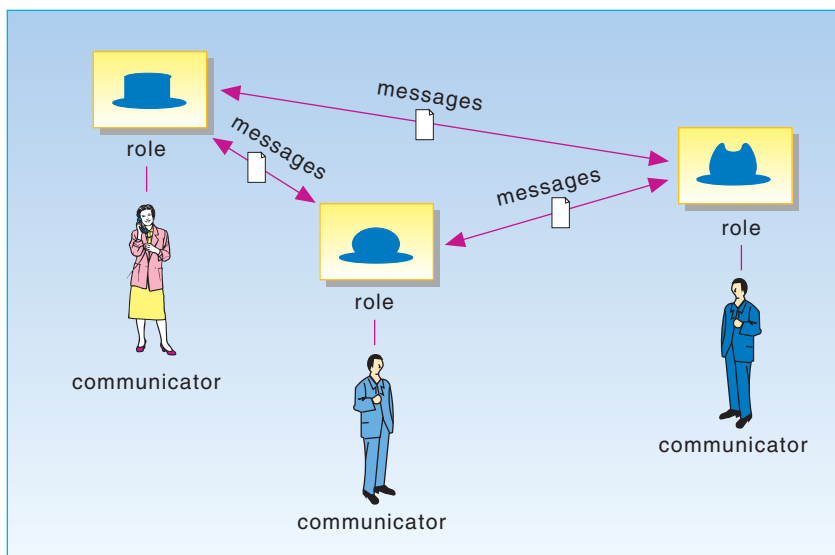 messages
role
messages
messages
role
role
communicator
communicator
communicator